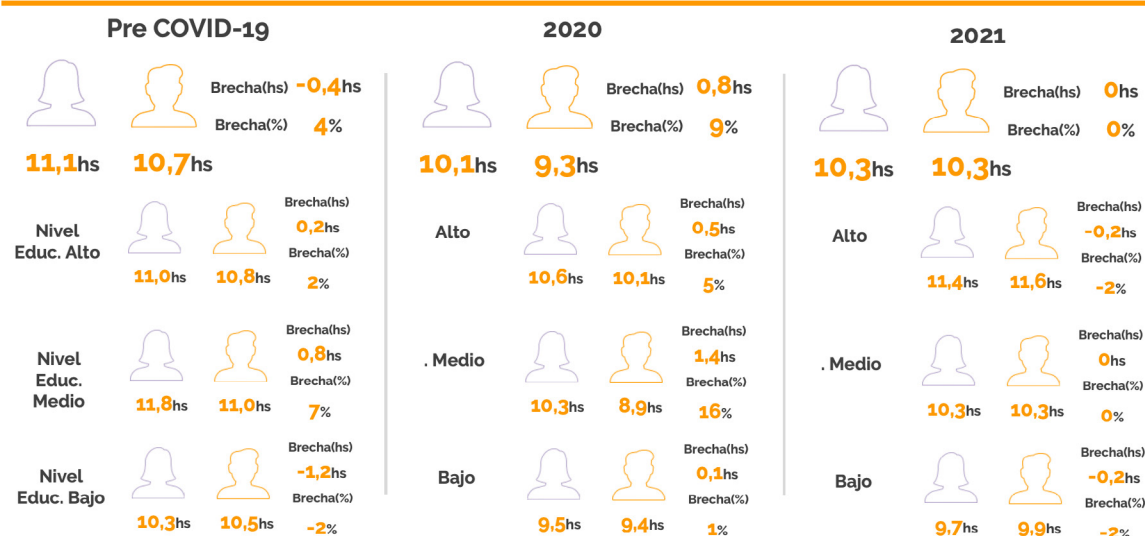 Pre COVID-19
Brecha(hs) -0,4hs
Brecha(%) 4%
11,1hs 10,7hs
Nivel
Educ. Alto
Brecha(hs)
0,2hs
Brecha(%)
11,0hs 10,8hs
2%
Nivel
Educ.
Medio
Brecha(hs)
0,8hs
Brecha(%)
11,8hs 11,0hs
7%
Nivel
Educ. Bajo
Brecha(hs)
-1,2hs
Brecha(%)
10,3hs 10,5hs
-2%
2020
Brecha(hs) 0,8hs
Brecha(%) 9%
10,1hs 9,3hs
Alto
Brecha(hs)
0,5hs
Brecha(%)
10,6hs 10,1hs
5%
. Medio
Brecha(hs)
1,4hs
Brecha(%)
10,3hs 8,9hs
16%
Bajo
Brecha(hs)
0,1hs
Brecha(%)
9,5hs 9,4hs
1%
2021
Brecha(hs) 0hs
Brecha(%) 0%
10,3hs 10,3hs
Alto
Brecha(hs)
-0,2hs
Brecha(%)
11,4hs 11,6hs
-2%
. Medio
Brecha(hs)
0hs
Brecha(%)
10,3hs 10,3hs
0%
Bajo
Brecha(hs)
-0,2hs
Brecha(%)
9,7hs 9,9hs
-2%